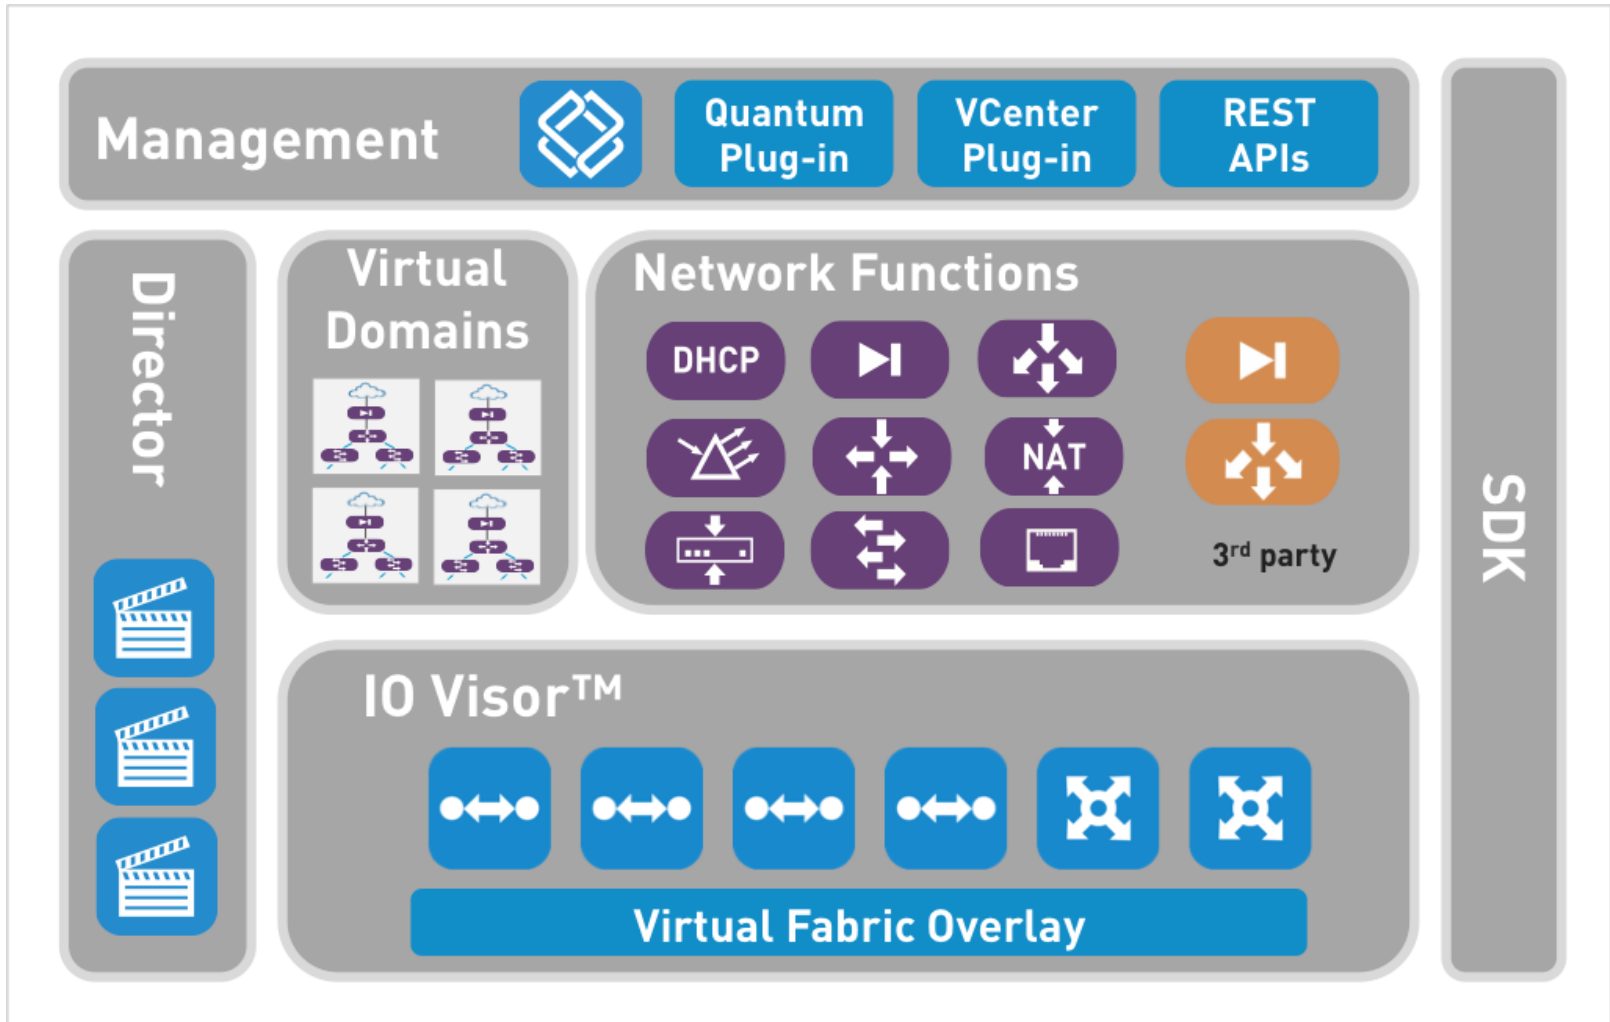 Management
Quantum
Plug-in
VCenter
Plug-in
REST
APIs
Director
Virtual
Domains
Network Functions
DHCP
NAT
3rd party
SDK
IO Visor™
Virtual Fabric Overlay